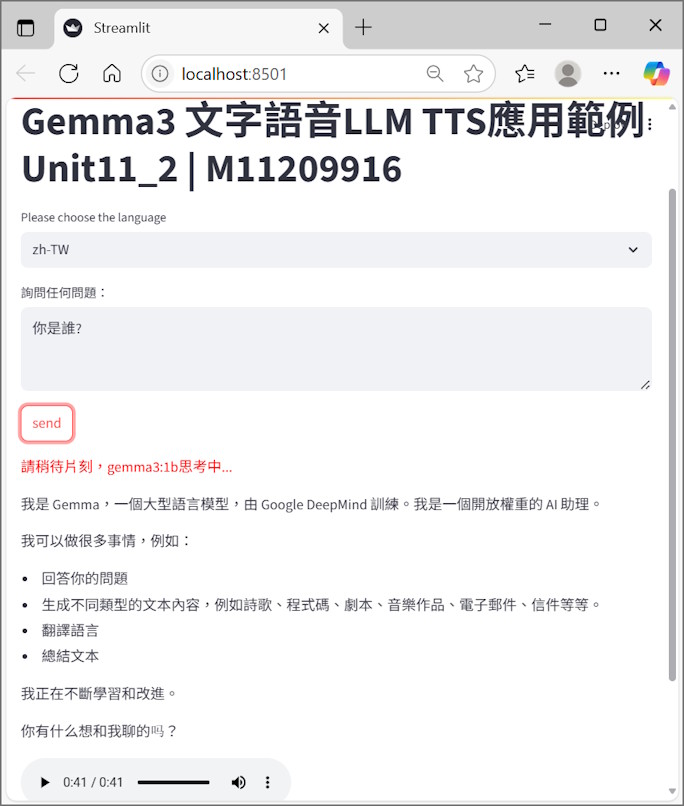 Streamlit
localhost:8501
Gemma3 文字語音LLM TTS應用範例
Unit11_2 | M11209916
Please choose the language
zh-TW
詢問任何問題：
你是誰?
send
請稍待片刻，gemma3:1b思考中...
我是 Gemma，一個大型語言模型，由 Google DeepMind 訓練。我是一個開放權重的 AI 助理。
我可以做很多事情，例如：
• 回答你的問題
• 生成不同類型的文本內容，例如詩歌、程式碼、劇本、音樂作品、電子郵件、信件等等。
• 翻譯語言
• 總結文本
我正在不斷學習和改進。
你有什么想和我聊的吗？
0:41 / 0:41